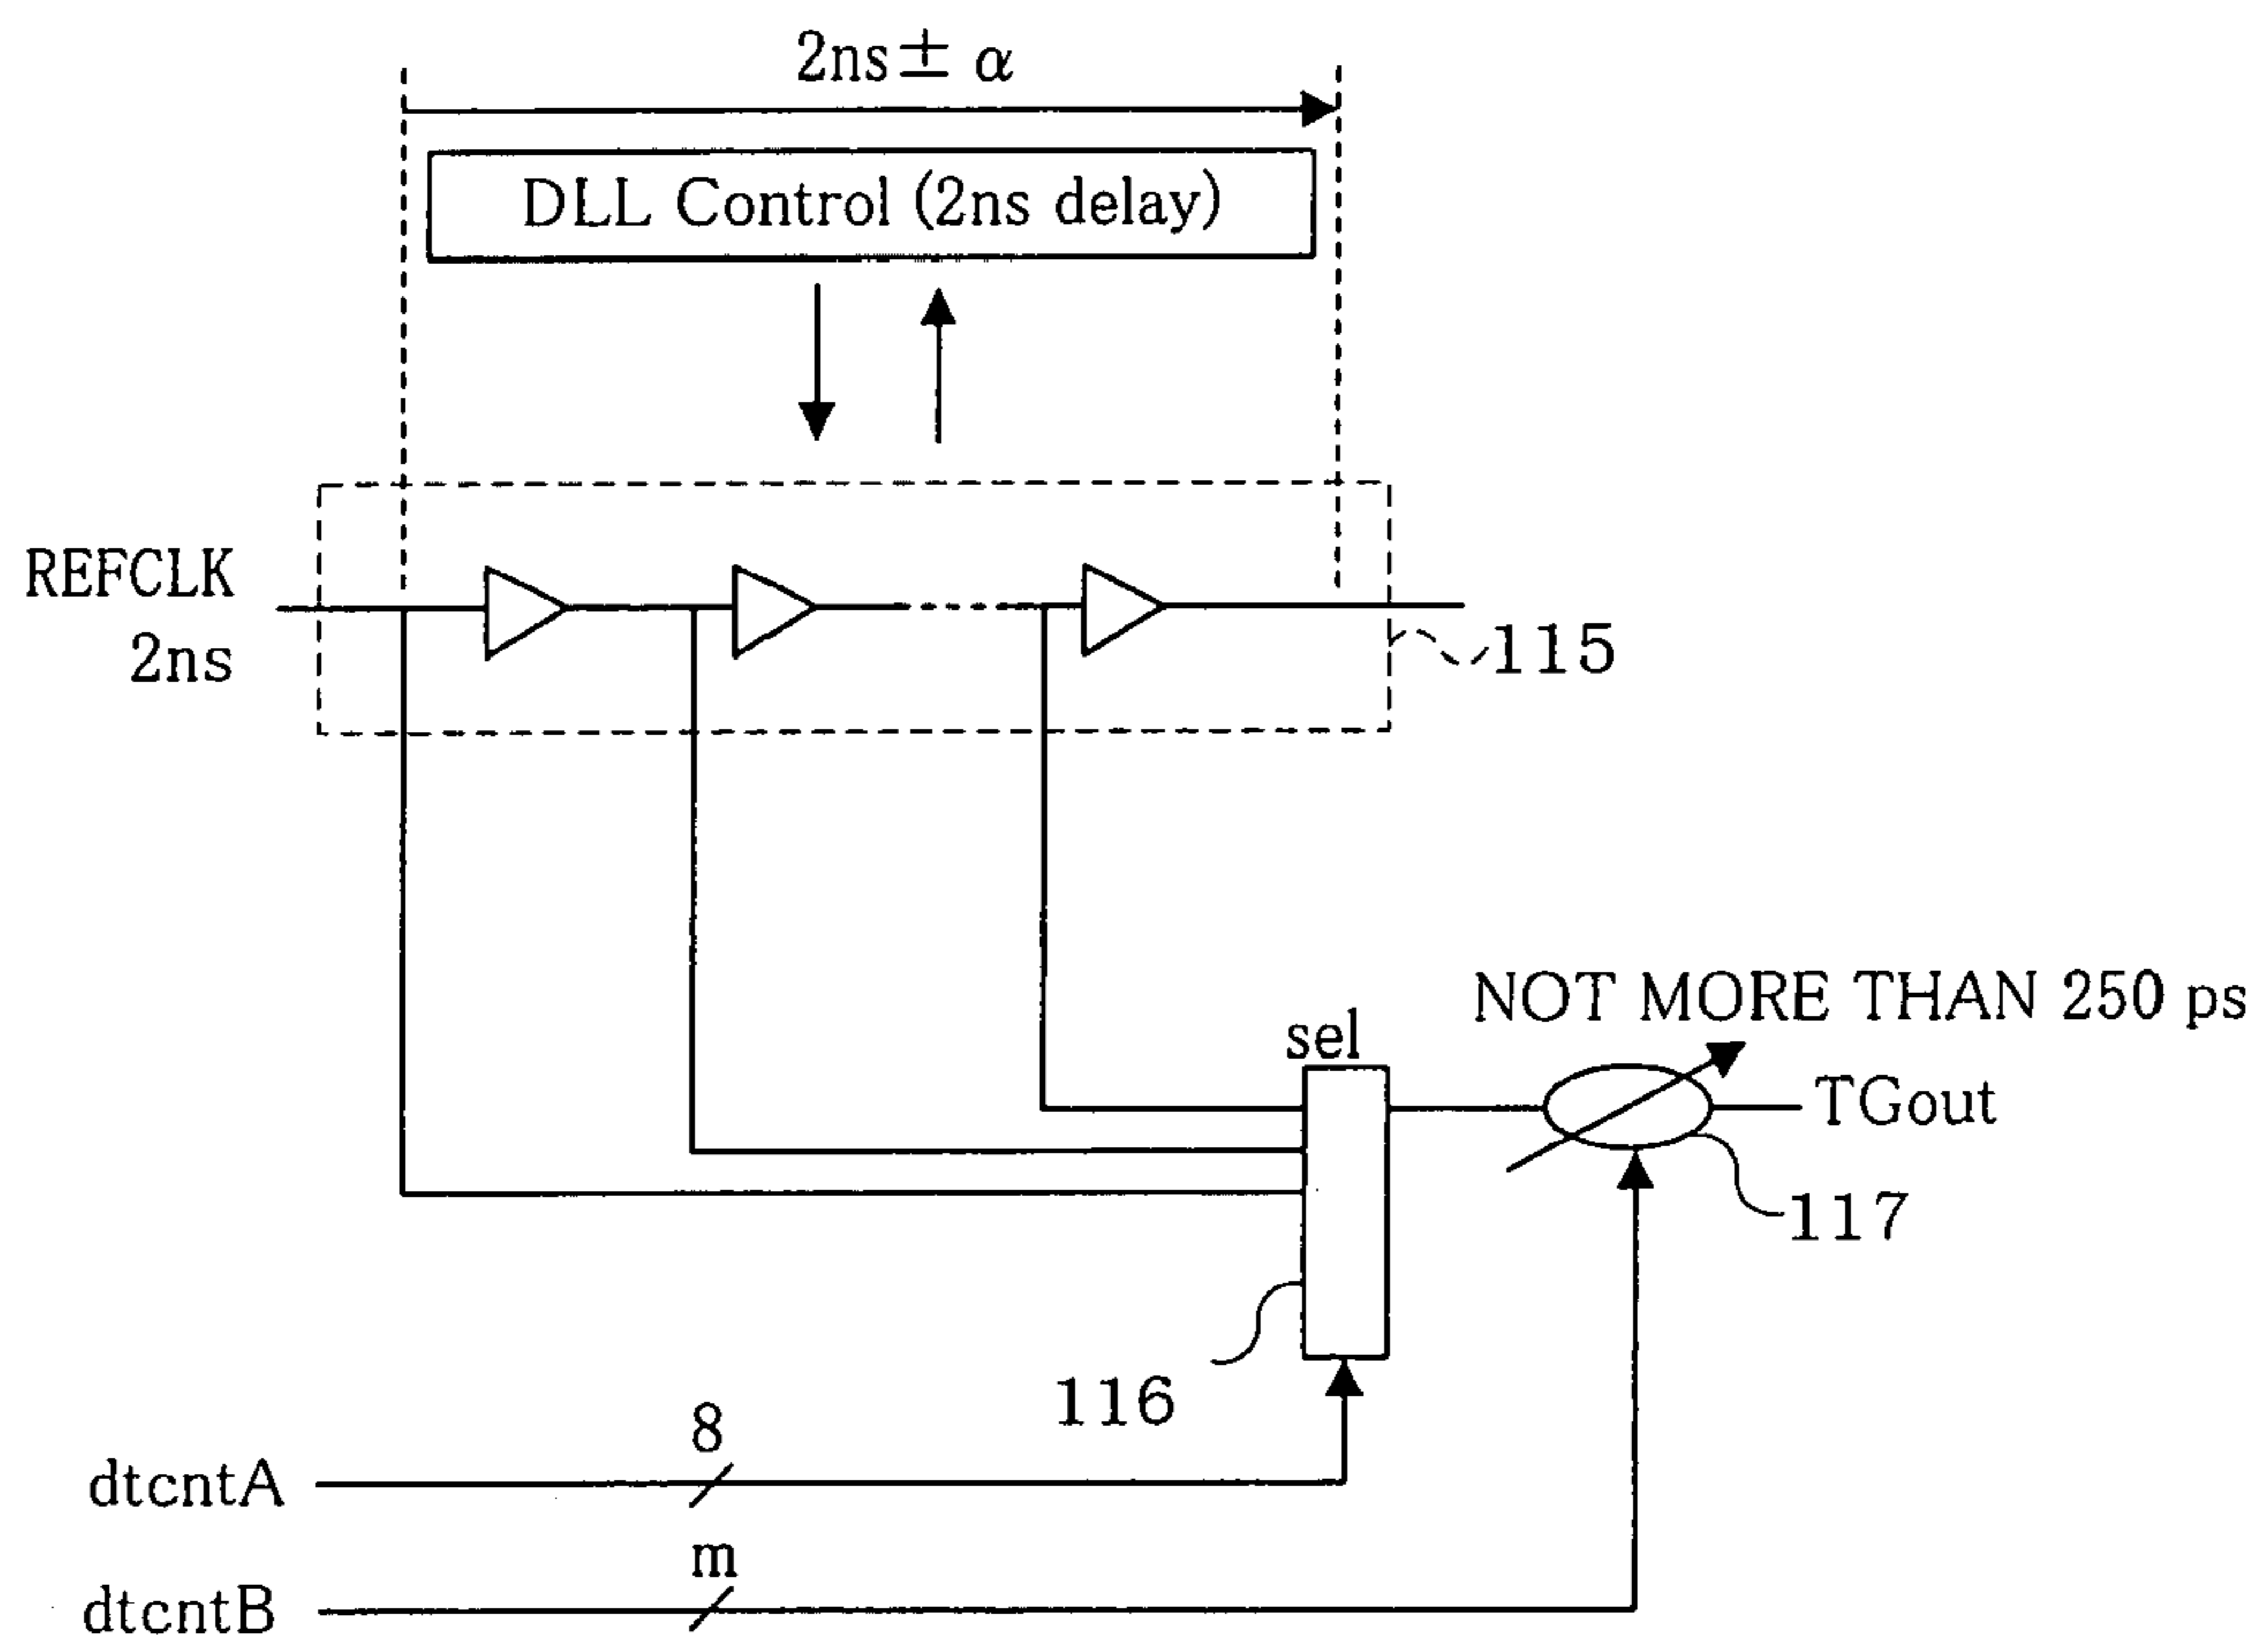 2ns ± α
DLL Control (2ns delay)
REFCLK
2ns
115
NOT MORE THAN 250 ps
sel
TGout
117
116
8
dtcntA
m
dtcntB